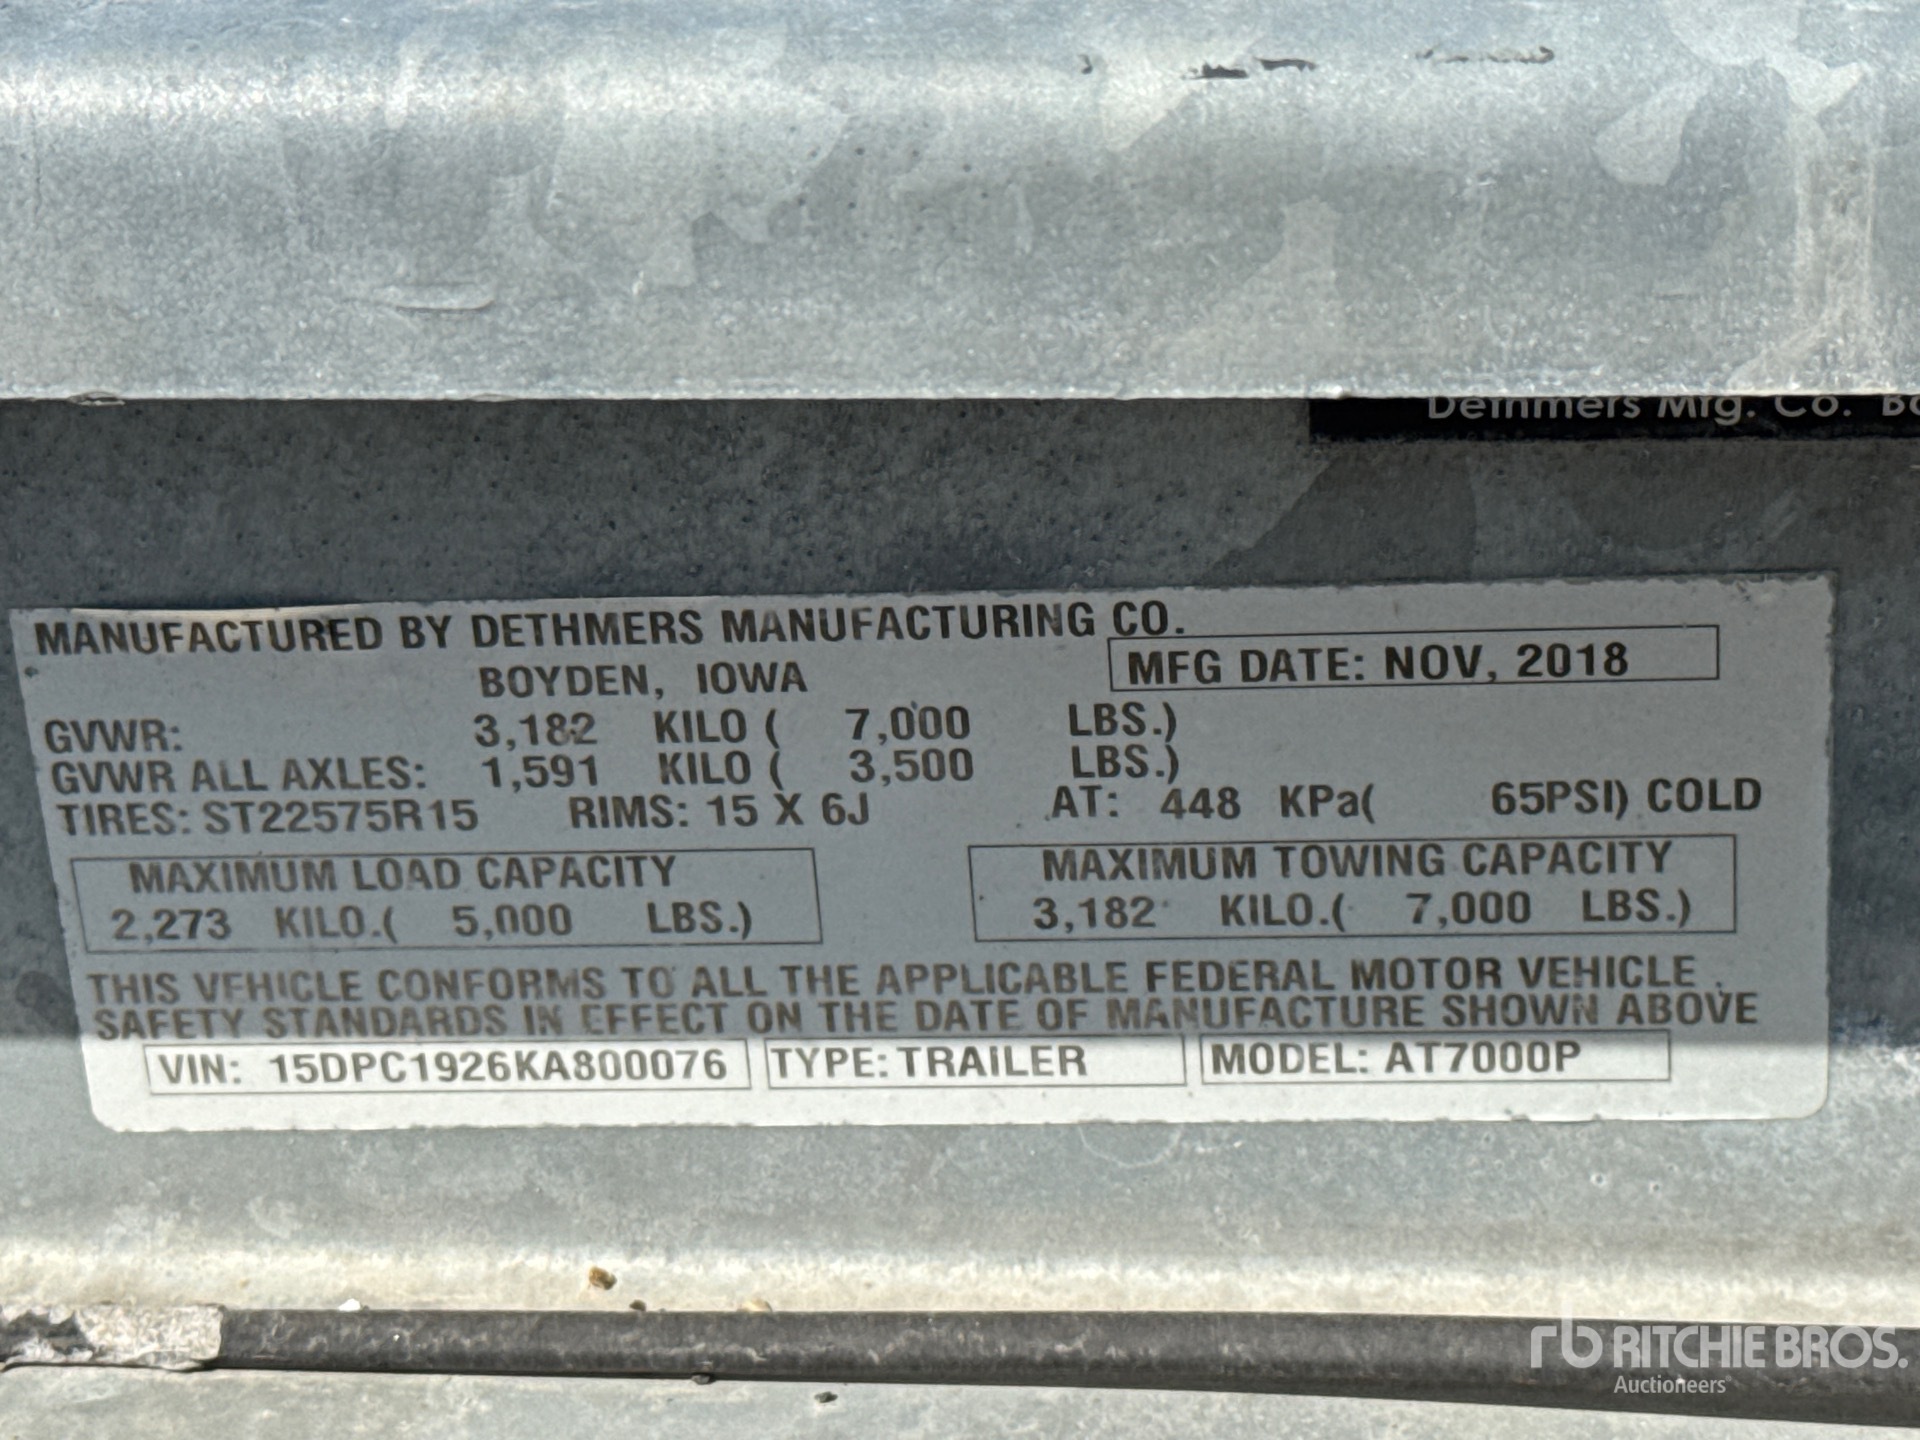 Dethmers Mfg. Co. Bo
MANUFACTURED BY DETHMERS MANUFACTURING CO.
BOYDEN, IOWA
MFG DATE: NOV, 2018
GVWR: 3,182 KILO ( 7,000 LBS.)
GVWR ALL AXLES: 1,591 KILO ( 3,500 LBS.)
TIRES: ST22575R15 RIMS: 15 X 6J AT: 448 KPa( 65PSI) COLD
MAXIMUM LOAD CAPACITY
2,273 KILO.( 5,000 LBS.)
MAXIMUM TOWING CAPACITY
3,182 KILO.( 7,000 LBS.)
THIS VEHICLE CONFORMS TO ALL THE APPLICABLE FEDERAL MOTOR VEHICLE
SAFETY STANDARDS IN EFFECT ON THE DATE OF MANUFACTURE SHOWN ABOVE
VIN: 15DPC1926KA800076 TYPE: TRAILER MODEL: AT7000P
rb RITCHIE BROS.
Auctioneers